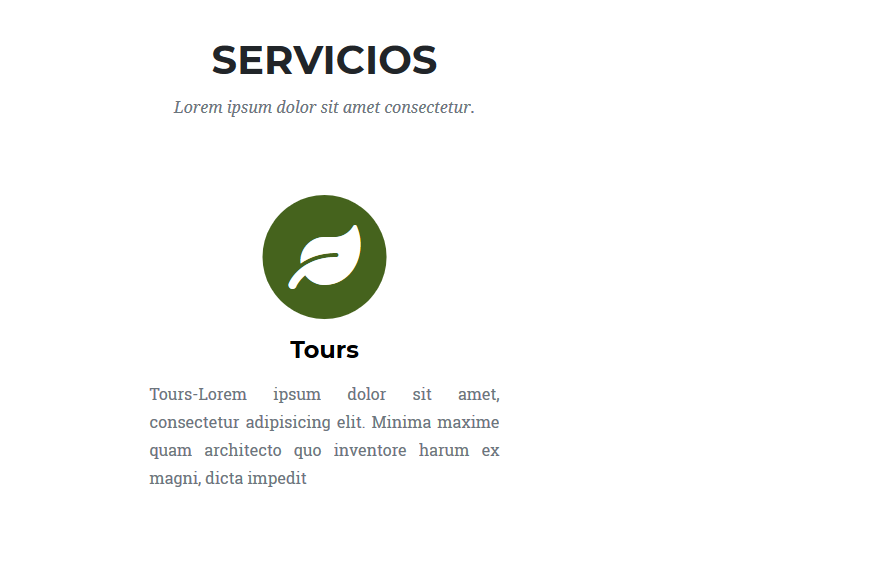 SERVICIOS
Lorem ipsum dolor sit amet consectetur.
Tours
Tours-Lorem ipsum dolor sit amet,
consectetur adipisicing elit. Minima maxime
quam architecto quo inventore harum ex
magni, dicta impedit